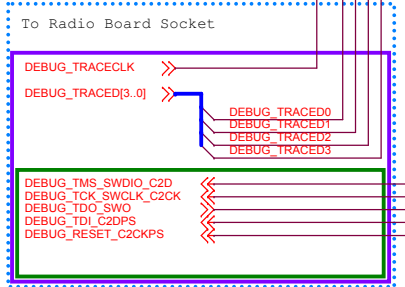 To Radio Board Socket
DEBUG_TRACECLK
DEBUG_TRACED[3..0]
DEBUG_TRACED0
DEBUG_TRACED1
DEBUG_TRACED2
DEBUG_TRACED3
DEBUG_TMS_SWDIO_C2D
DEBUG_TCK_SWCLK_C2CK
DEBUG_TDO_SWO
DEBUG_TDI_C2DPS
DEBUG_RESET_C2CKPS